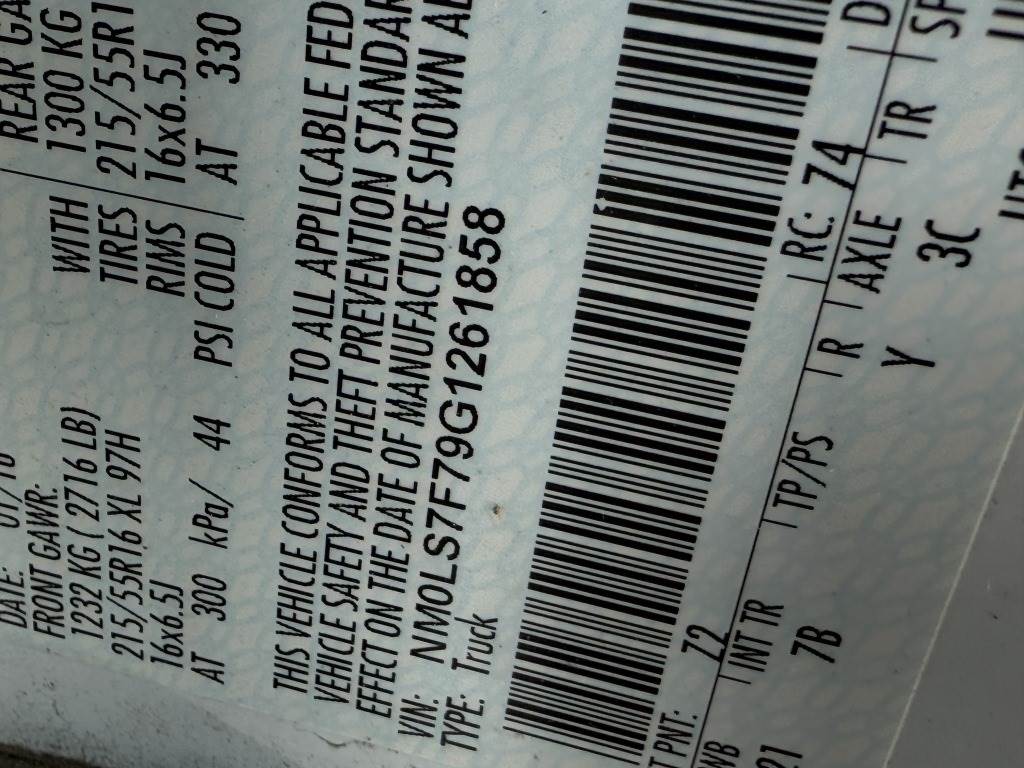 DATE:
FRONT GAWR: REAR
1232 KG ( 2716 LB) WITH 1300 KG
215/55R16 XL 97H TIRES 215/55R1
16x6.5J RIMS 16x6.5J
AT 300 kPa/ 44 PSI COLD AT 330
THIS VEHICLE CONFORMS TO ALL APPLICABLE FED
VEHICLE SAFETY AND THEFT PREVENTION STANDAR
EFFECT ON THE DATE OF MANUFACTURE SHOWN
VIN: NM0LS7F79G1261858
TYPE: Truck
PNT: Z2 RC: Z4
WB INT TR TP/PS R AXLE TR
21 7B Y 3C